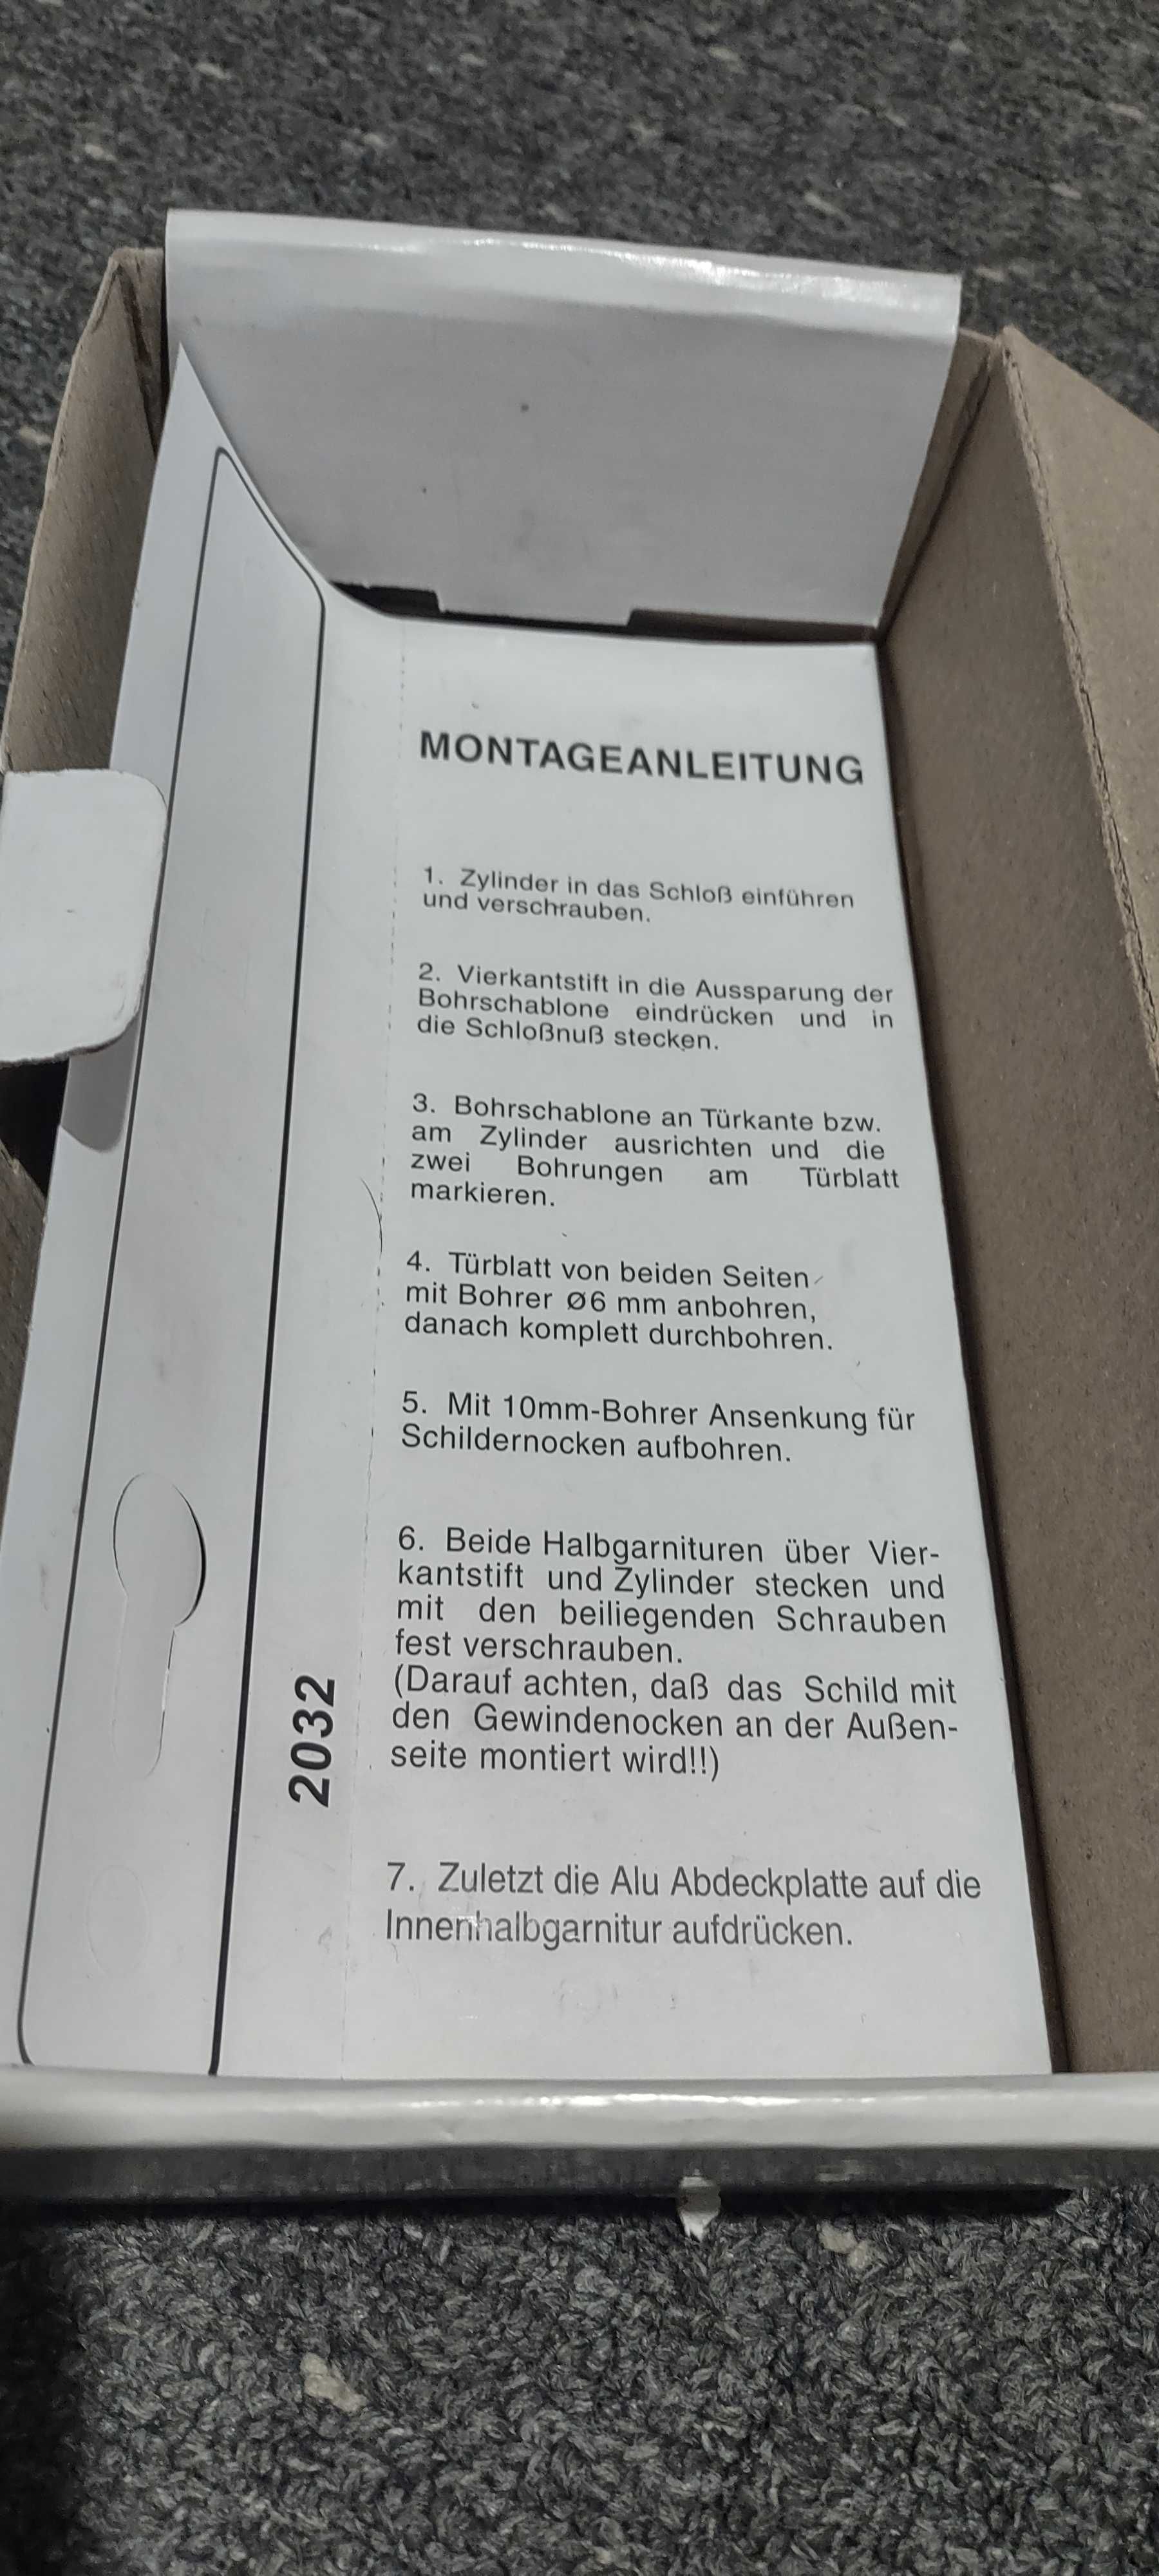 MONTAGEANLEITUNG
1. Zylinder in das Schloß einführen
und verschrauben.
2. Vierkantstift in die Aussparung der
Bohrschablone eindrücken und in
die Schloßnuß stecken.
3. Bohrschablone an Türkante bzw.
am Zylinder ausrichten und die
zwei Bohrungen am Türblatt
markieren.
4. Türblatt von beiden Seiten
mit Bohrer ø6 mm anbohren,
danach komplett durchbohren.
5. Mit 10mm-Bohrer Ansenkung für
Schildernocken aufbohren.
6. Beide Halbgarnituren über Vier-
kantstift und Zylinder stecken und
mit den beiliegenden Schrauben
fest verschrauben.
(Darauf achten, daß das Schild mit
den Gewindenocken an der Außen-
seite montiert wird!!)
7. Zuletzt die Alu Abdeckplatte auf die
Innenhalbgarnitur aufdrücken.
2032